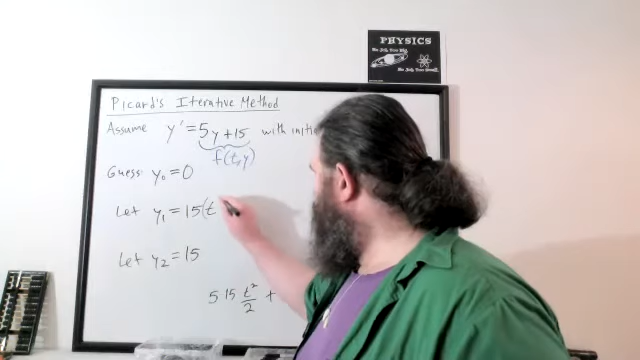 PHYSICS
Picard's Iterative Method
Assume y' = 5y + 15 with
f(t,y)
Guess: y₀ = 0
Let y₁ = 15(t
Let y₂ = 15
5·15 t²/2 +